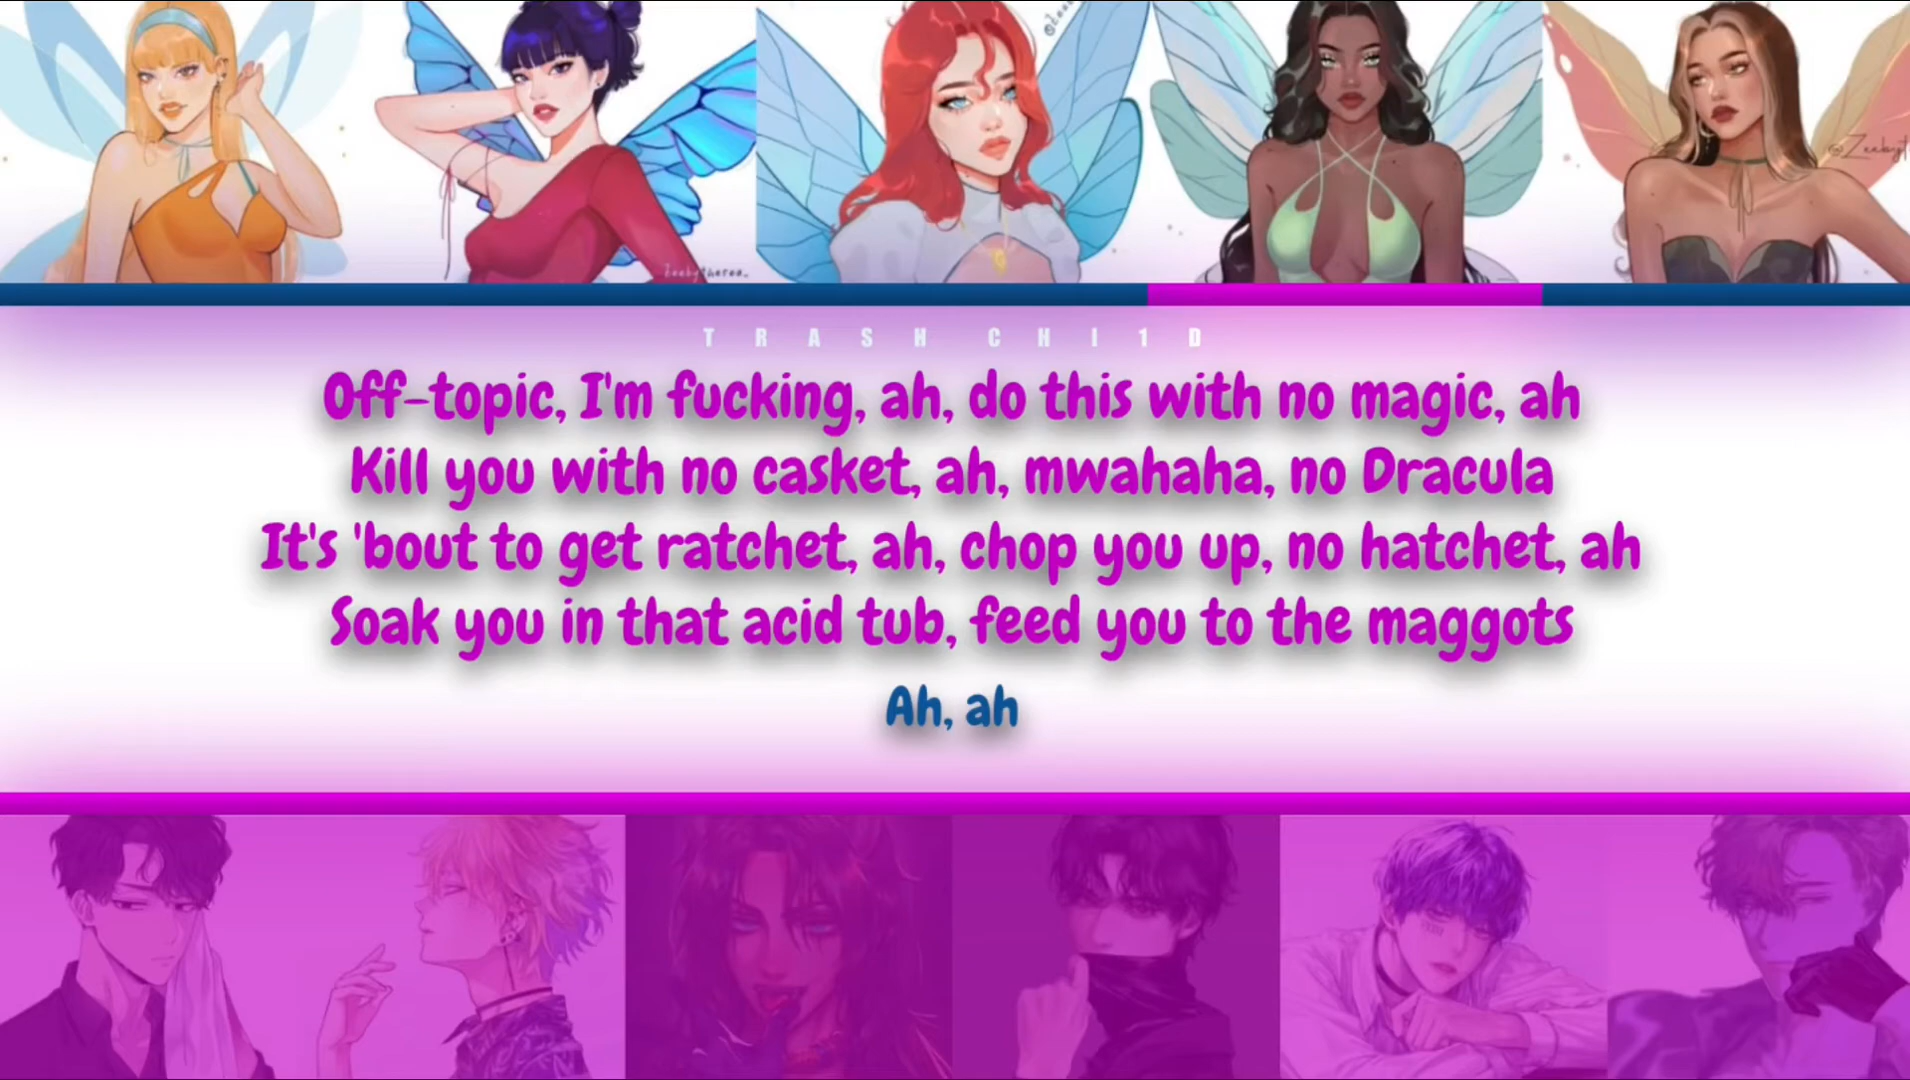 Zeebytheroo_
T R A S H C H I 1 D
Off-topic, I'm fucking, ah, do this with no magic, ah
Kill you with no casket, ah, mwahaha, no Dracula
It's 'bout to get ratchet, ah, chop you up, no hatchet, ah
Soak you in that acid tub, feed you to the maggots
Ah, ah